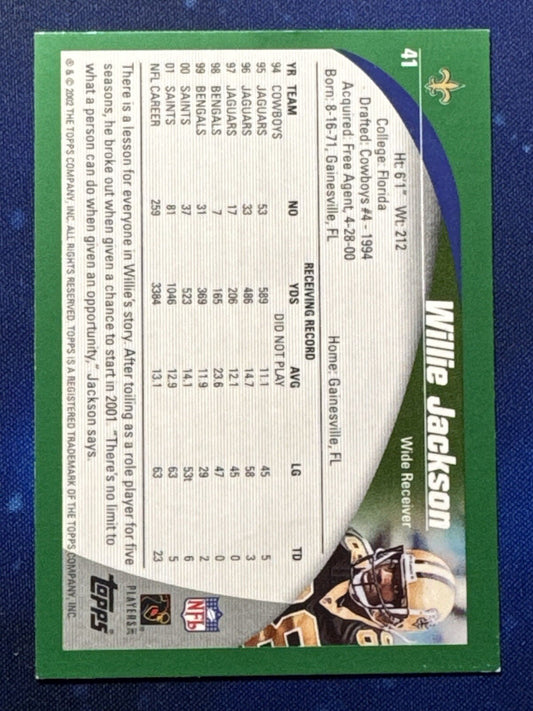 41
Willie Jackson
Wide Receiver
Ht: 6'1" Wt: 212
College: Florida
Drafted: Cowboys #4 - 1994
Acquired: Free Agent, 4-28-00
Born: 8-16-71, Gainesville, FL Home: Gainesville, FL
RECEIVING RECORD
YR TEAM NO YDS AVG LG TD
94 COWBOYS DID NOT PLAY
95 JAGUARS 53 589 11.1 45 5
96 JAGUARS 33 486 14.7 58 3
97 JAGUARS 17 206 12.1 45 0
98 BENGALS 7 165 23.6 47 0
99 BENGALS 31 369 11.9 29 2
00 SAINTS 37 523 14.1 53t 6
01 SAINTS 81 1046 12.9 63 5
NFL CAREER 259 3384 13.1 63 23
There is a lesson for everyone in Willie's story. After toiling as a role player for five
seasons, he broke out when given a chance to start in 2001. "There's no limit to
what a person can do when given an opportunity," Jackson says.
NFL
PLAYERS INC
Topps
® & © 2002 THE TOPPS COMPANY, INC. ALL RIGHTS RESERVED. TOPPS IS A REGISTERED TRADEMARK OF THE TOPPS COMPANY, INC.